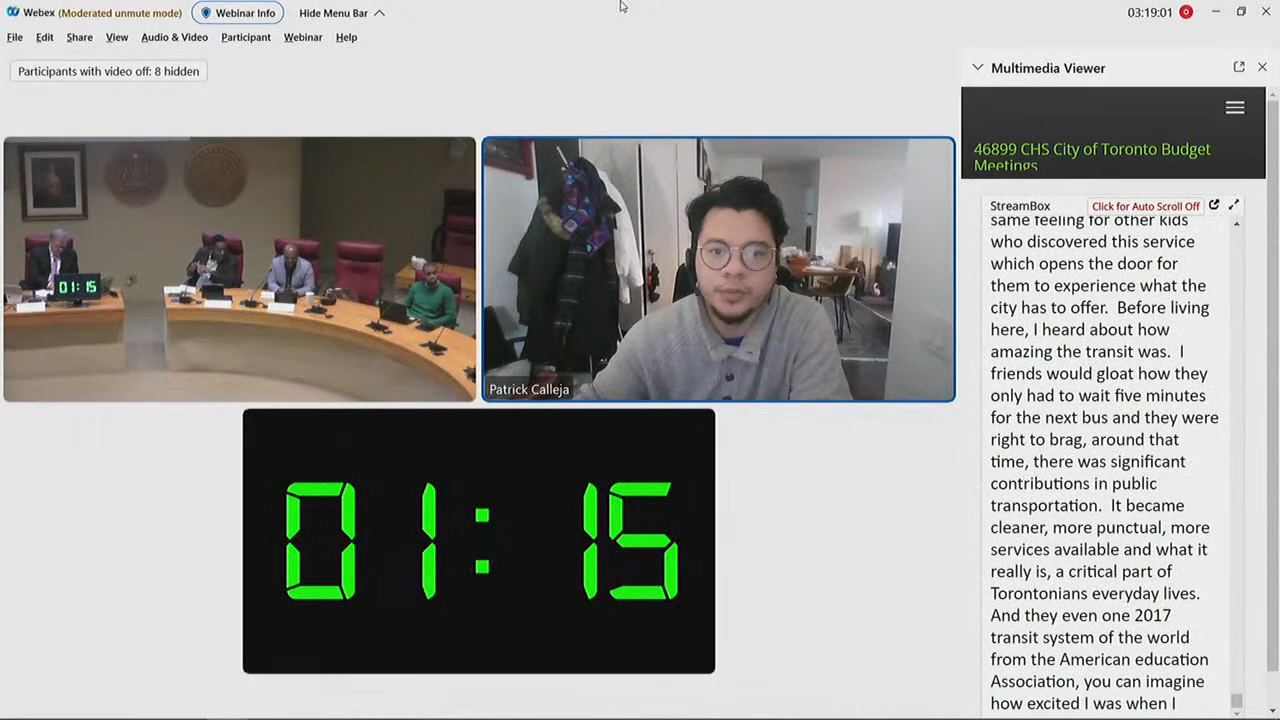 Webex (Moderated unmute mode) Webinar Info Hide Menu Bar 03:19:01
File Edit Share View Audio & Video Participant Webinar Help
Participants with video off: 8 hidden
Multimedia Viewer
46899 CHS City of Toronto Budget
Meetings
StreamBox Click for Auto Scroll Off
same feeling for other kids
who discovered this service
which opens the door for
them to experience what the
city has to offer. Before living
here, I heard about how
amazing the transit was. I
friends would gloat how they
only had to wait five minutes
for the next bus and they were
right to brag, around that
time, there was significant
contributions in public
transportation. It became
cleaner, more punctual, more
services available and what it
really is, a critical part of
Torontonians everyday lives.
And they even one 2017
transit system of the world
from the American education
Association, you can imagine
how excited I was when I
01:15
Patrick Calleja
01:15